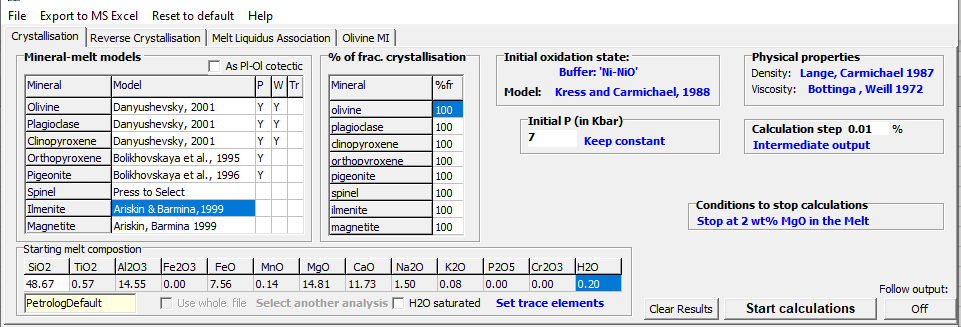 File Export to MS Excel Reset to default Help
Crystallisation Reverse Crystallisation Melt Liquidus Association Olivine MI
Mineral-melt models
As Pl-Ol cotectic
Mineral Model P W Tr
Olivine Danyushevsky, 2001 Y Y
Plagioclase Danyushevsky, 2001 Y Y
Clinopyroxene Danyushevsky, 2001 Y Y
Orthopyroxene Bolikhovskaya et al., 1995 Y
Pigeonite Bolikhovskaya et al., 1996 Y
Spinel Press to Select
Ilmenite Ariskin & Barmina,1999
Magnetite Ariskin, Barmina 1999
% of frac. crystallisation
Mineral %fr
olivine 100
plagioclase 100
clinopyroxene 100
orthopyroxene 100
pigeonite 100
spinel 100
ilmenite 100
magnetite 100
Initial oxidation state:
Buffer: 'Ni-NiO'
Model: Kress and Carmichael, 1988
Initial P (in Kbar)
7 Keep constant
Physical properties
Density: Lange, Carmichael 1987
Viscosity: Bottinga , Weill 1972
Calculation step 0.01 %
Intermediate output
Conditions to stop calculations
Stop at 2 wt% MgO in the Melt
Starting melt compostion
SiO2 TiO2 Al2O3 Fe2O3 FeO MnO MgO CaO Na2O K2O P2O5 Cr2O3 H2O
48.67 0.57 14.55 0.00 7.56 0.14 14.81 11.73 1.50 0.08 0.00 0.00 0.20
PetrologDefault Use whole file Select another analysis H2O saturated Set trace elements
Clear Results Start calculations
Follow output:
Off